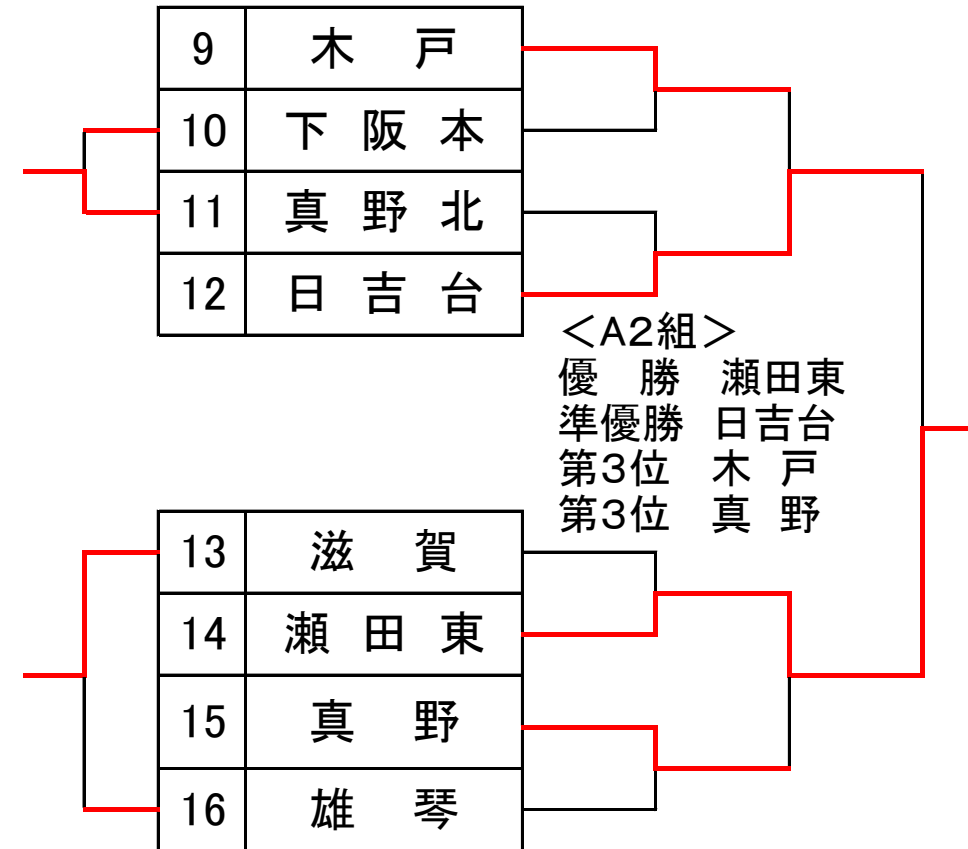 9 木 戸
10 下 阪 本
11 真 野 北
12 日 吉 台
＜A2組＞
優 勝 瀬田東
準優勝 日吉台
第3位 木 戸
第3位 真 野
13 滋 賀
14 瀬 田 東
15 真 野
16 雄 琴